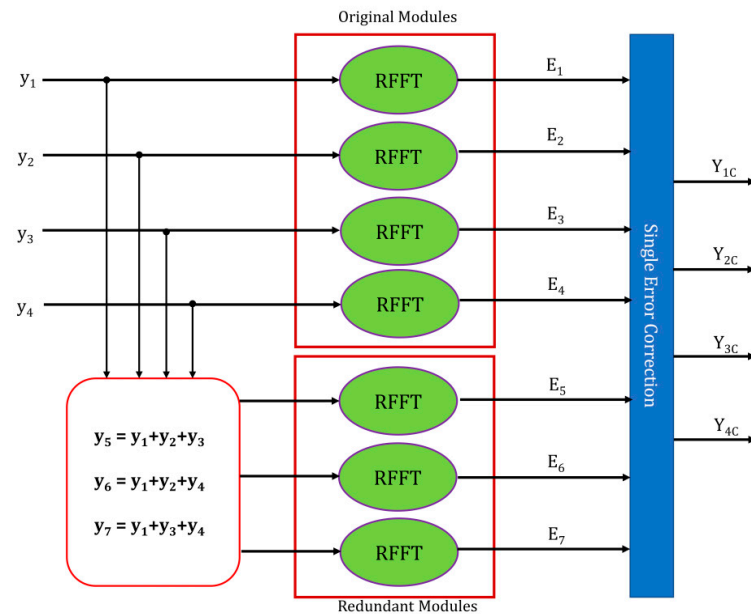 Original Modules
y₁
RFFT
E₁
y₂
RFFT
E₂
y₃
RFFT
E₃
y₄
RFFT
E₄
Y₁C
Y₂C
Y₃C
Y₄C
Single Error Correction
y₅ = y₁+y₂+y₃
y₆ = y₁+y₂+y₄
y₇ = y₁+y₃+y₄
RFFT
E₅
RFFT
E₆
RFFT
E₇
Redundant Modules